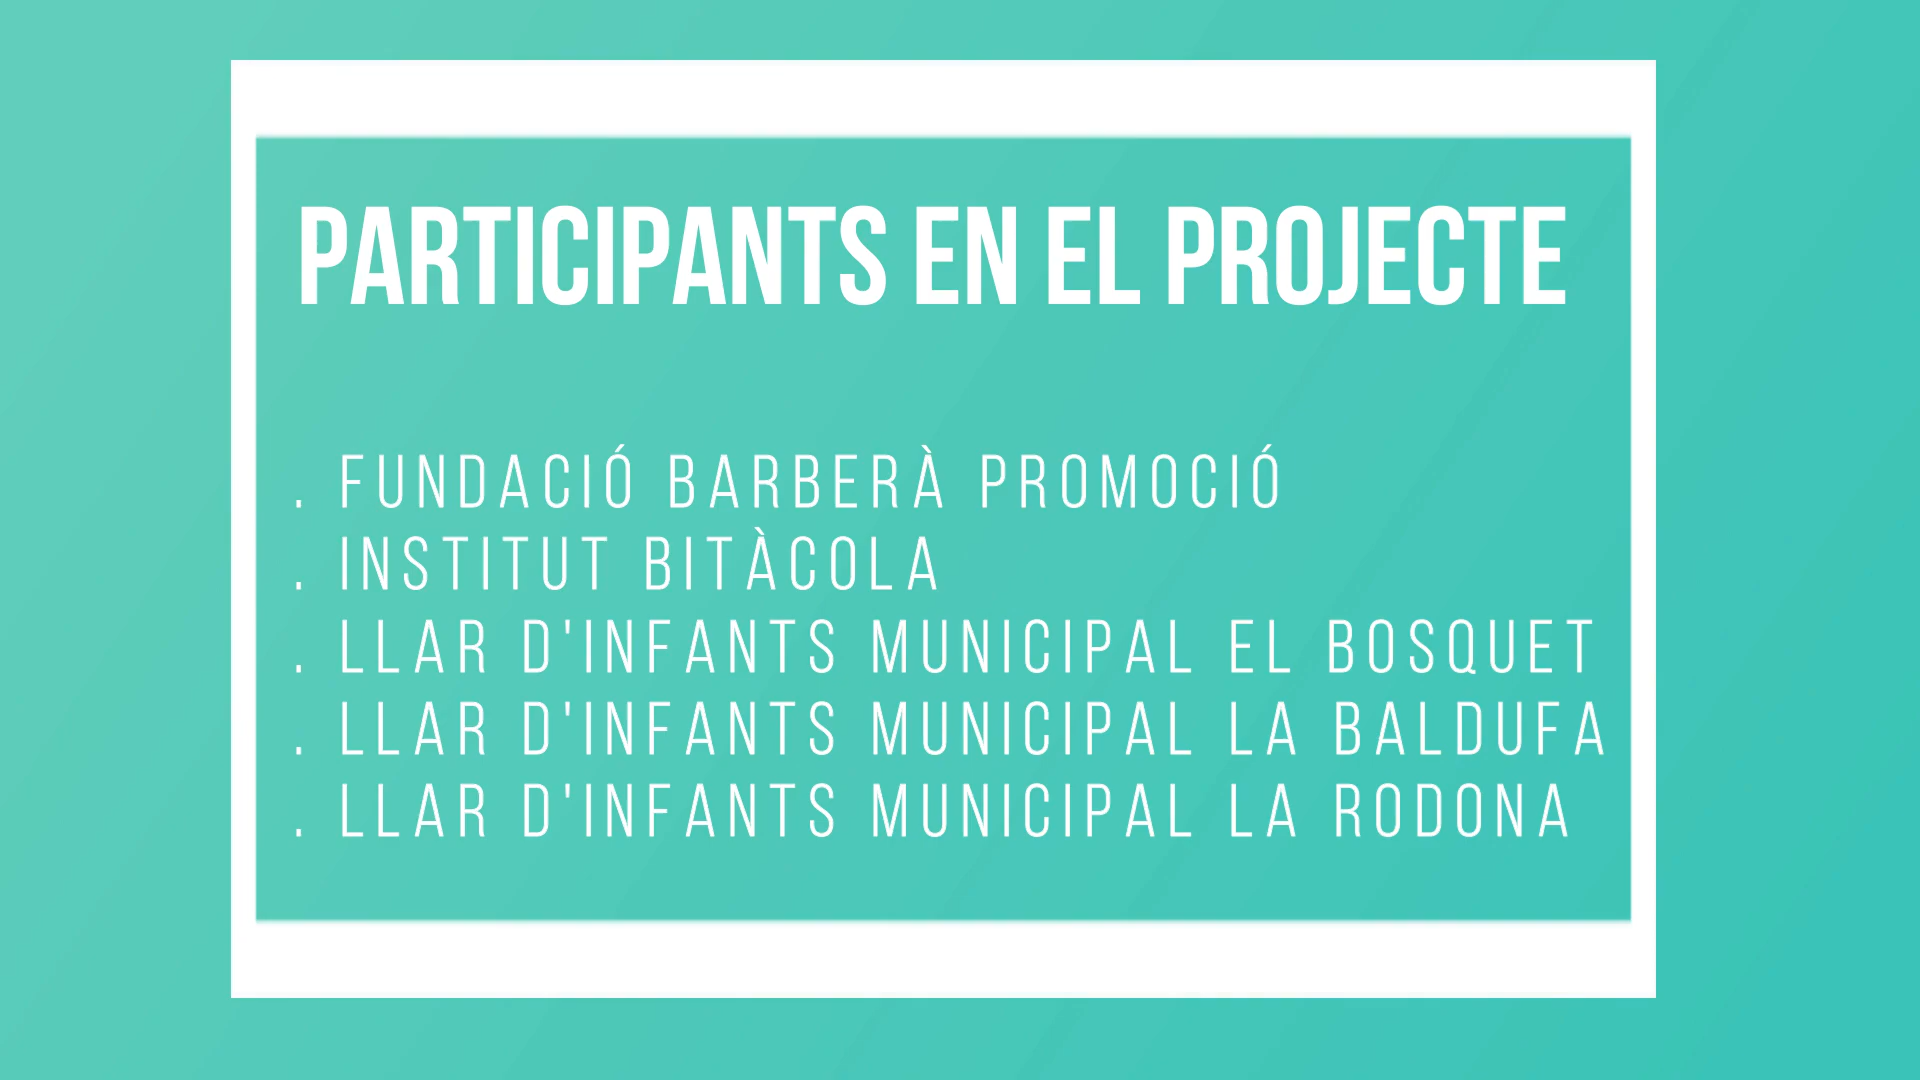 PARTICIPANTS EN EL PROJECTE
. FUNDACIÓ BARBERÀ PROMOCIÓ
. INSTITUT BITÀCOLA
. LLAR D'INFANTS MUNICIPAL EL BOSQUET
. LLAR D'INFANTS MUNICIPAL LA BALDUFA
. LLAR D'INFANTS MUNICIPAL LA RODONA